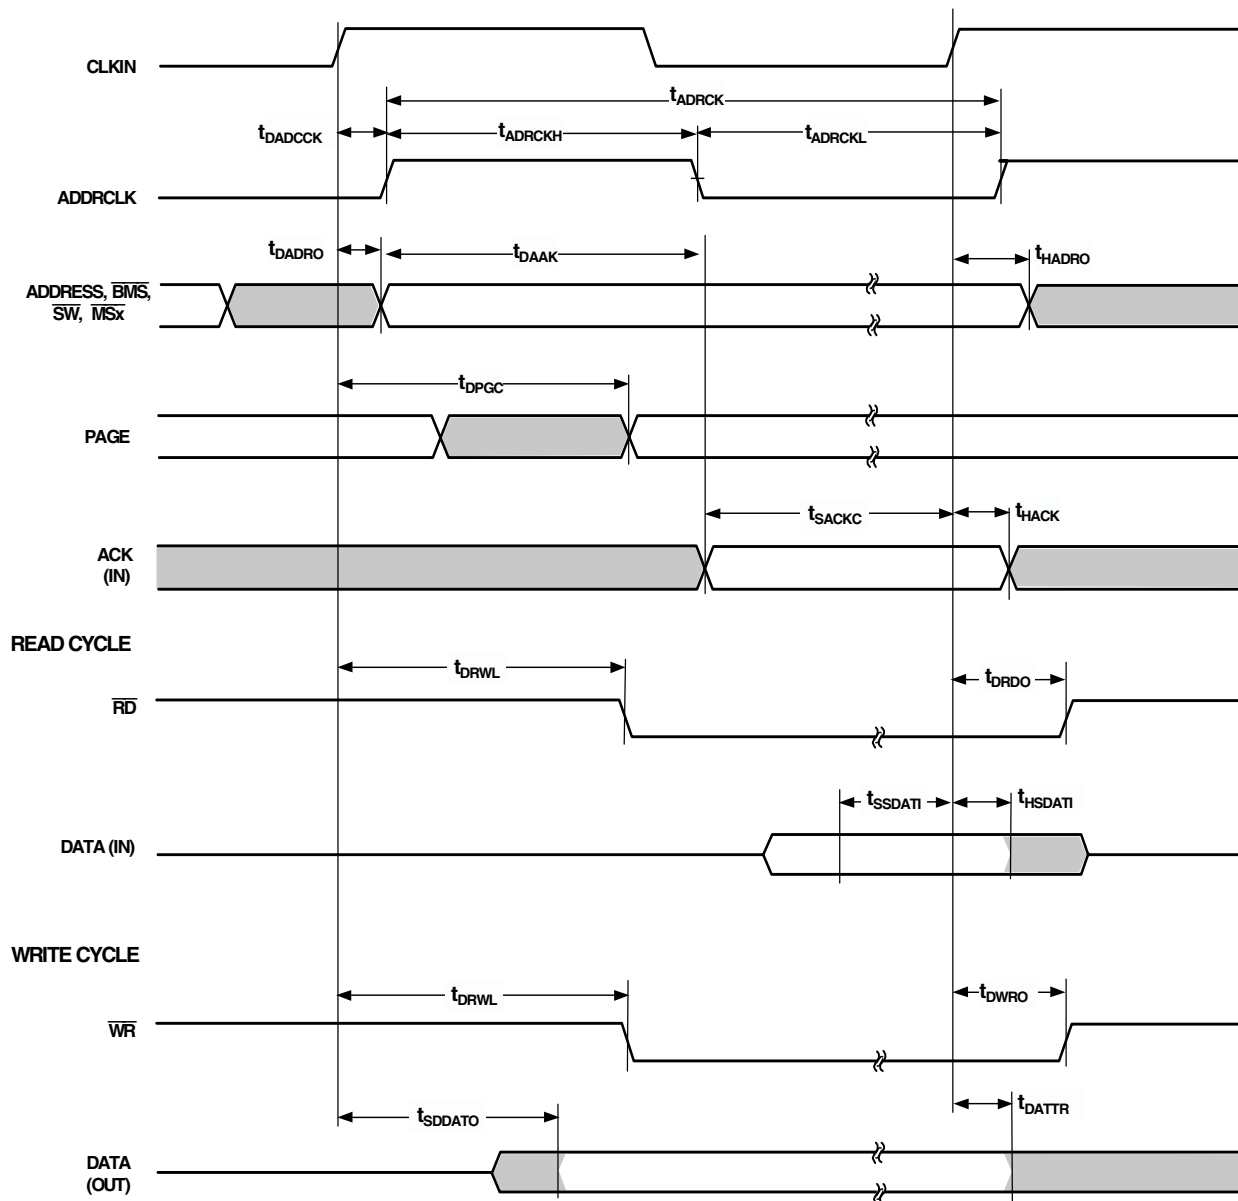 CLKIN
tADRCK
tDADCCK
tADRCKH
tADRCKL
ADDRCLK
tDADRO
tDAAK
tHADRO
ADDRESS, BMS,
SW, MSx
tDPGC
PAGE
tSACKC
tHACK
ACK
(IN)
READ CYCLE
tDRWL
tDRDO
RD
tSSDATI
tHSDATI
DATA (IN)
WRITE CYCLE
tDRWL
tDWRO
WR
tSDDATO
tDATTR
DATA
(OUT)